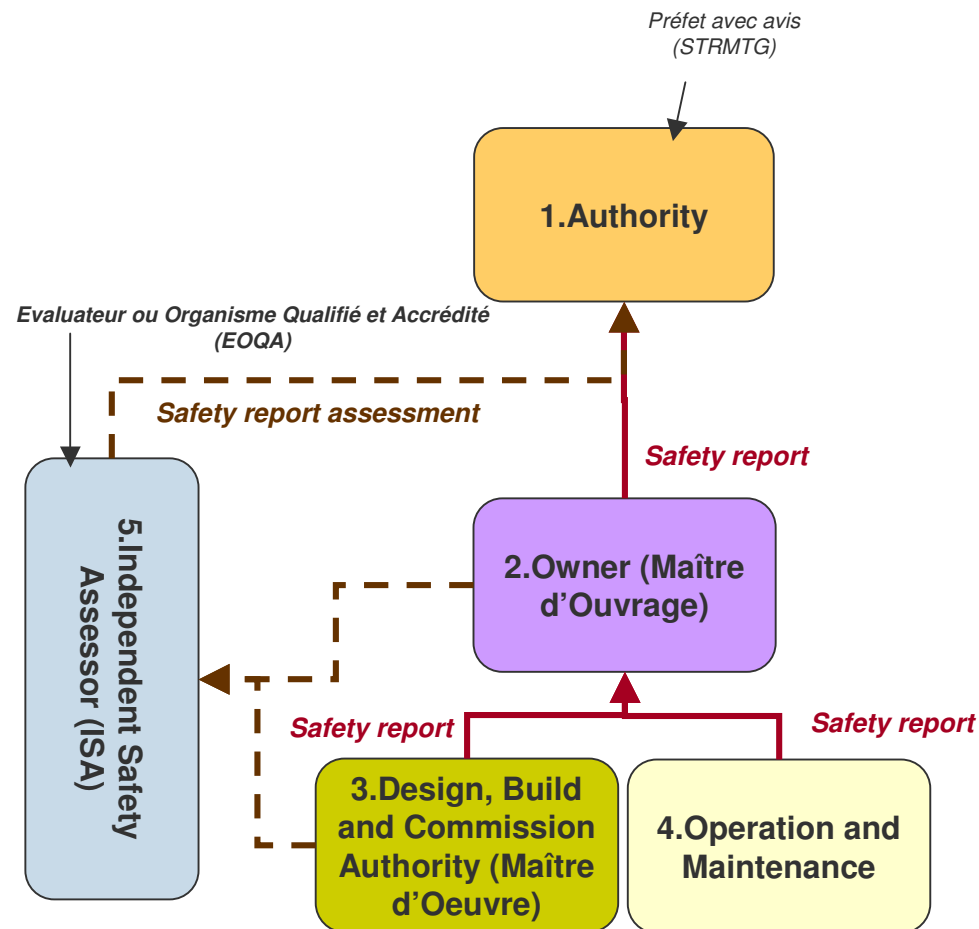 Préfet avec avis
(STRMTG)
1.Authority
Evaluateur ou Organisme Qualifié et Accrédité
(EOQA)
Safety report assessment
Safety report
5.Independent Safety
Assessor (ISA)
2.Owner (Maître
d’Ouvrage)
Safety report
Safety report
3.Design, Build
and Commission
Authority (Maître
d’Oeuvre)
4.Operation and
Maintenance